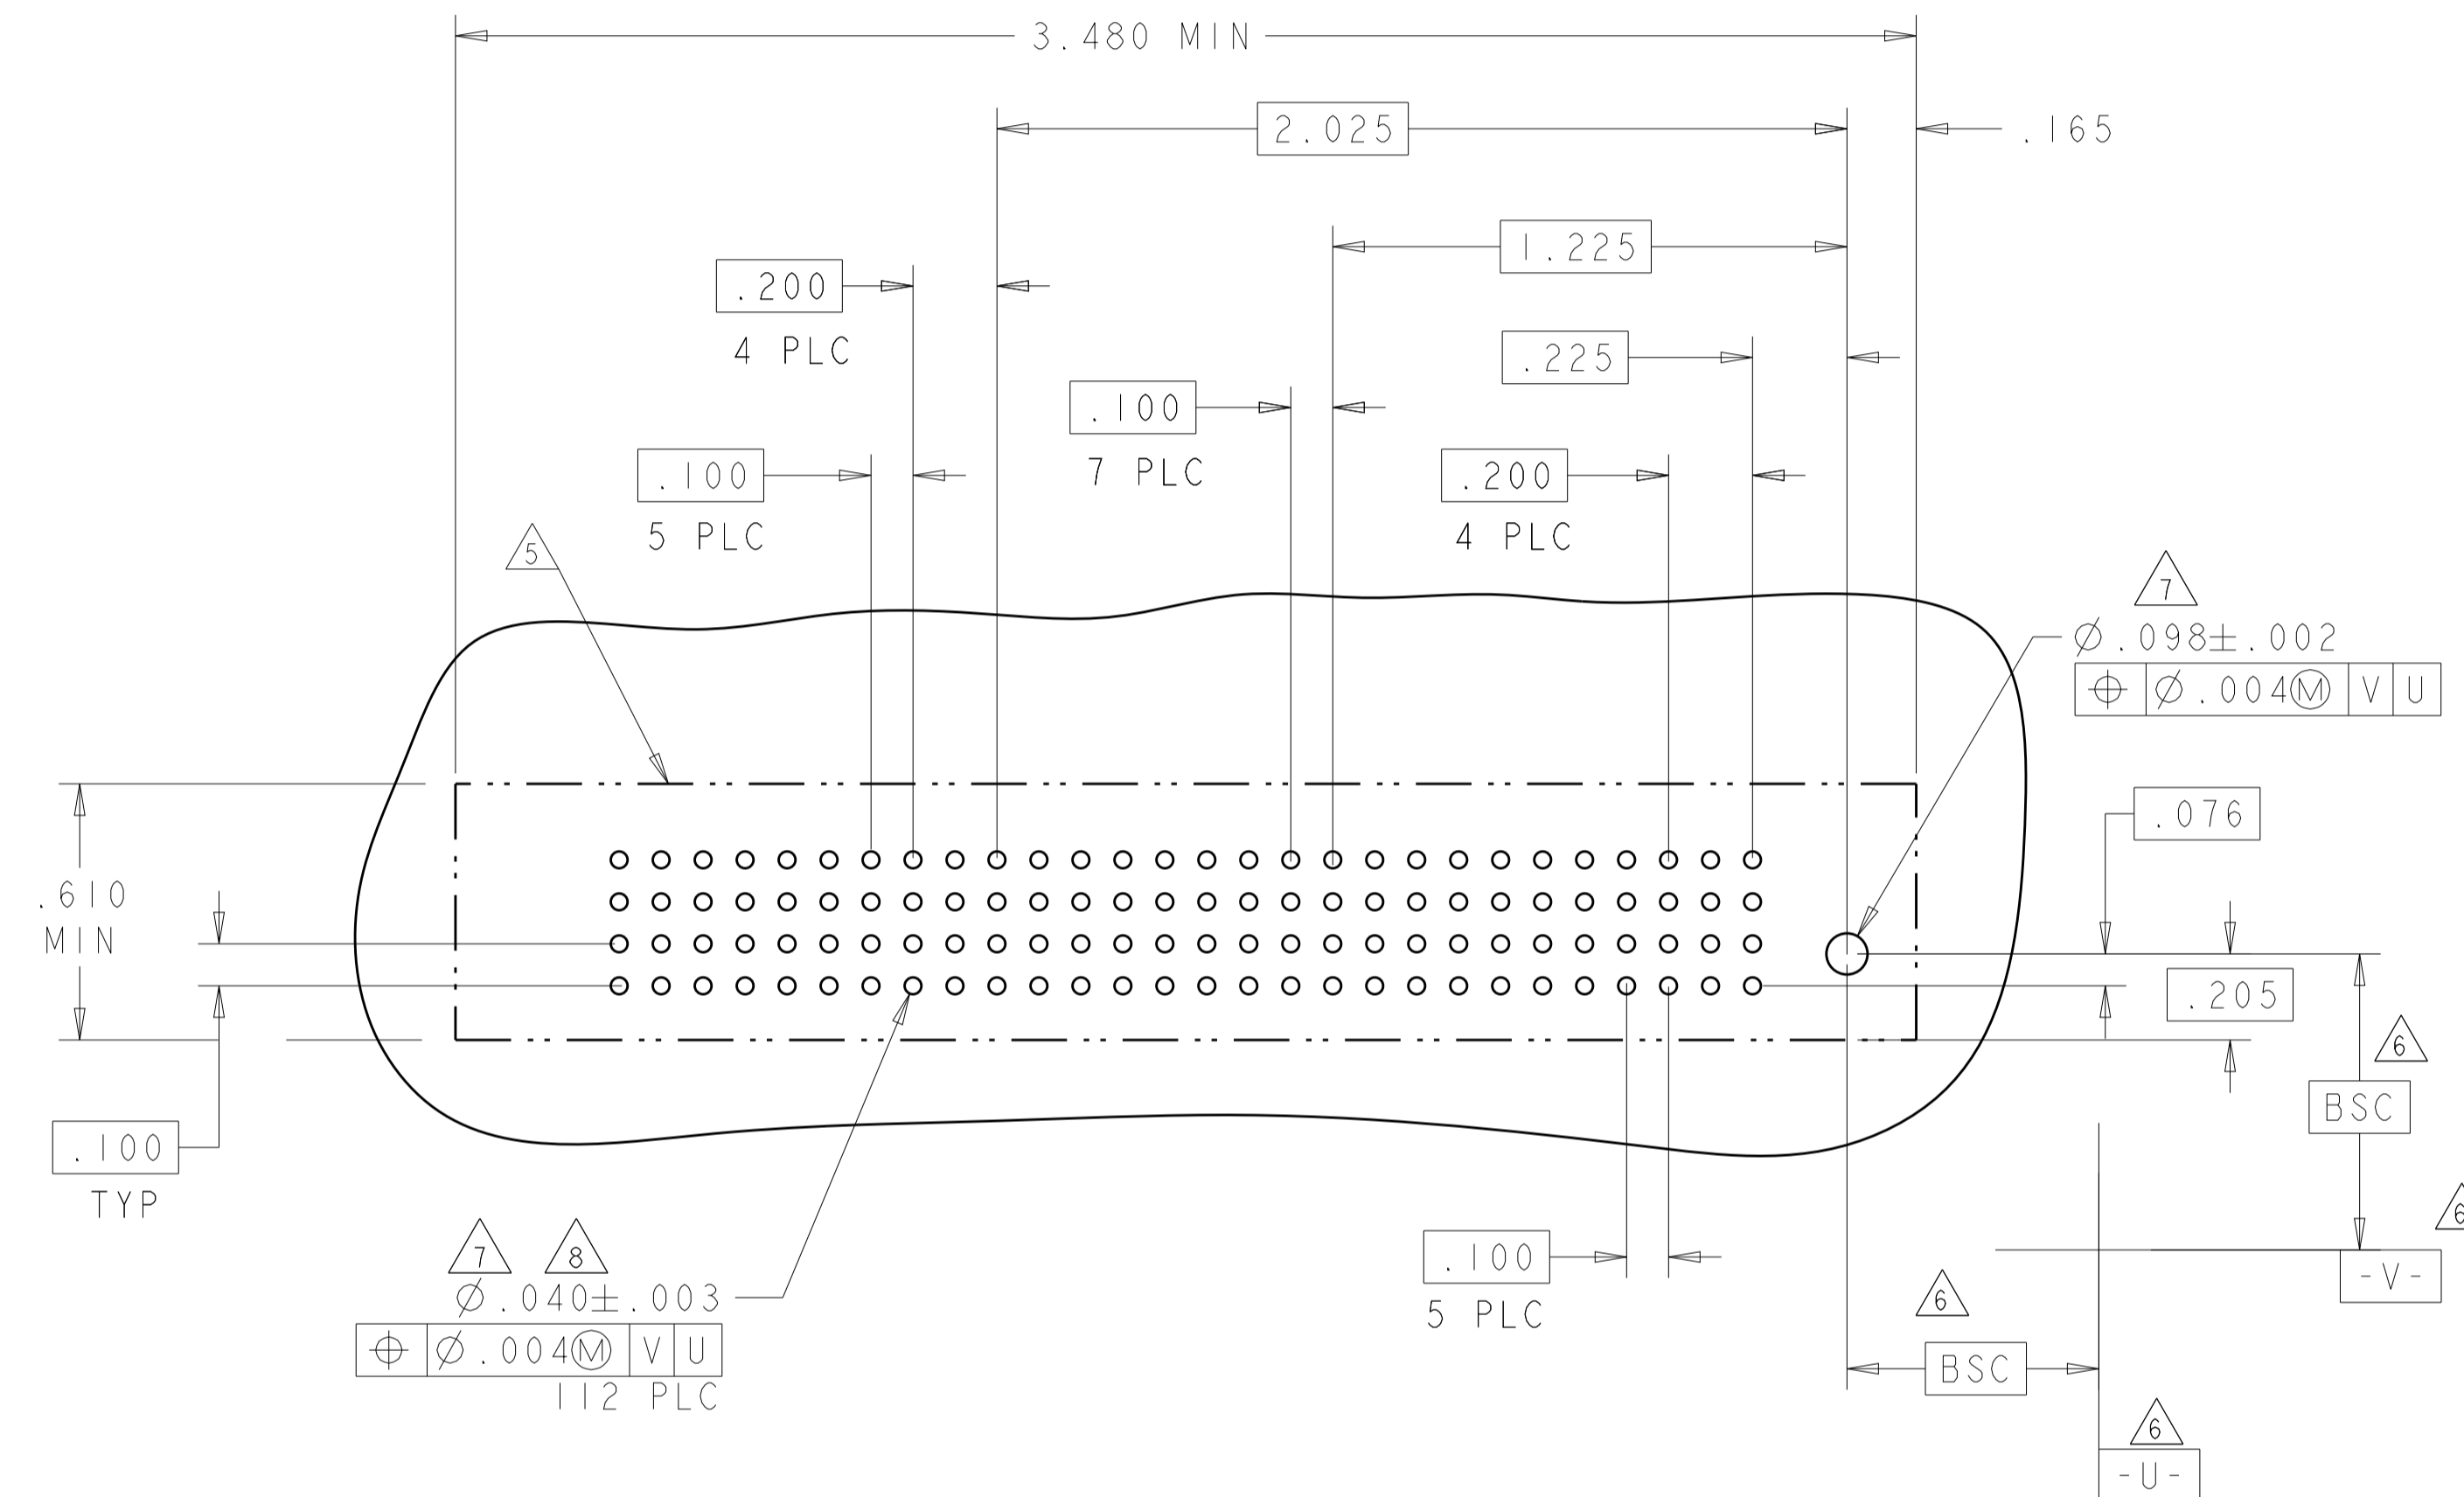 3.480 MIN
2.025
.165
1.225
.200
4 PLC
.225
.100
7 PLC
.100
5 PLC
.200
4 PLC
5
7
⌀.098±.002
⌖ ⌀.004Ⓜ V U
.076
.610
MIN
.205
6
BSC
.100
TYP
6
7 8
⌀.040±.003
⌖ ⌀.004Ⓜ V U
112 PLC
.100
5 PLC
-V-
6
BSC
6
-U-